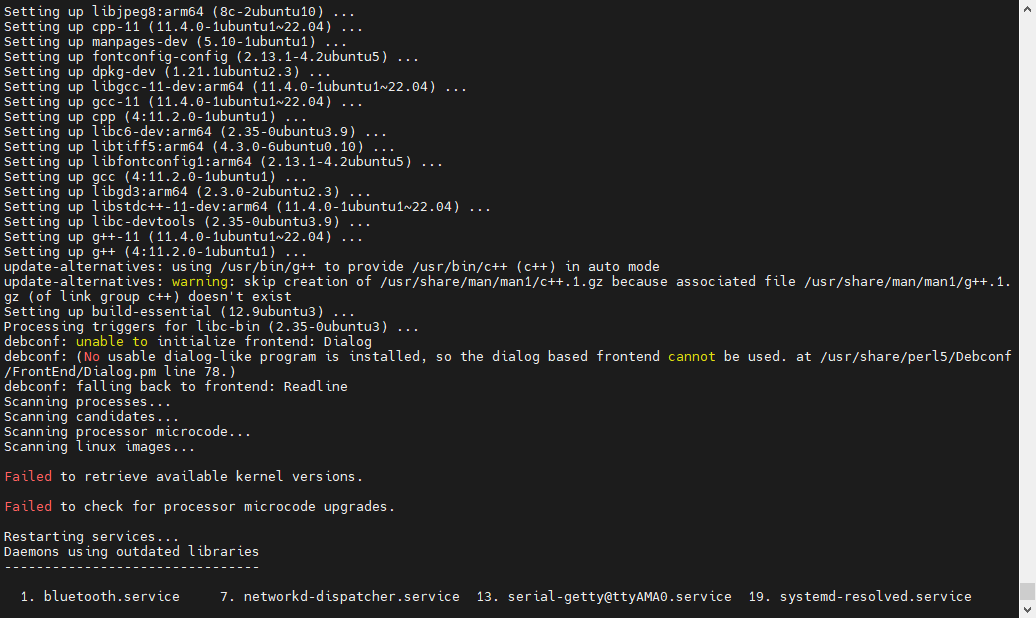 Setting up libjpeg8:arm64 (8c-2ubuntu10) ...
Setting up cpp-11 (11.4.0-1ubuntu1~22.04) ...
Setting up manpages-dev (5.10-1ubuntu1) ...
Setting up fontconfig-config (2.13.1-4.2ubuntu5) ...
Setting up dpkg-dev (1.21.1ubuntu2.3) ...
Setting up libgcc-11-dev:arm64 (11.4.0-1ubuntu1~22.04) ...
Setting up gcc-11 (11.4.0-1ubuntu1~22.04) ...
Setting up cpp (4:11.2.0-1ubuntu1) ...
Setting up libc6-dev:arm64 (2.35-0ubuntu3.9) ...
Setting up libtiff5:arm64 (4.3.0-6ubuntu0.10) ...
Setting up libfontconfig1:arm64 (2.13.1-4.2ubuntu5) ...
Setting up gcc (4:11.2.0-1ubuntu1) ...
Setting up libgd3:arm64 (2.3.0-2ubuntu2.3) ...
Setting up libstdc++-11-dev:arm64 (11.4.0-1ubuntu1~22.04) ...
Setting up libc-devtools (2.35-0ubuntu3.9) ...
Setting up g++-11 (11.4.0-1ubuntu1~22.04) ...
Setting up g++ (4:11.2.0-1ubuntu1) ...
update-alternatives: using /usr/bin/g++ to provide /usr/bin/c++ (c++) in auto mode
update-alternatives: warning: skip creation of /usr/share/man/man1/c++.1.gz because associated file /usr/share/man/man1/g++.1.
gz (of link group c++) doesn't exist
Setting up build-essential (12.9ubuntu3) ...
Processing triggers for libc-bin (2.35-0ubuntu3) ...
debconf: unable to initialize frontend: Dialog
debconf: (No usable dialog-like program is installed, so the dialog based frontend cannot be used. at /usr/share/perl5/Debconf
/FrontEnd/Dialog.pm line 78.)
debconf: falling back to frontend: Readline
Scanning processes...
Scanning candidates...
Scanning processor microcode...
Scanning linux images...
Failed to retrieve available kernel versions.
Failed to check for processor microcode upgrades.
Restarting services...
Daemons using outdated libraries
--------------------------------
1. bluetooth.service 7. networkd-dispatcher.service 13. serial-getty@ttyAMA0.service 19. systemd-resolved.service